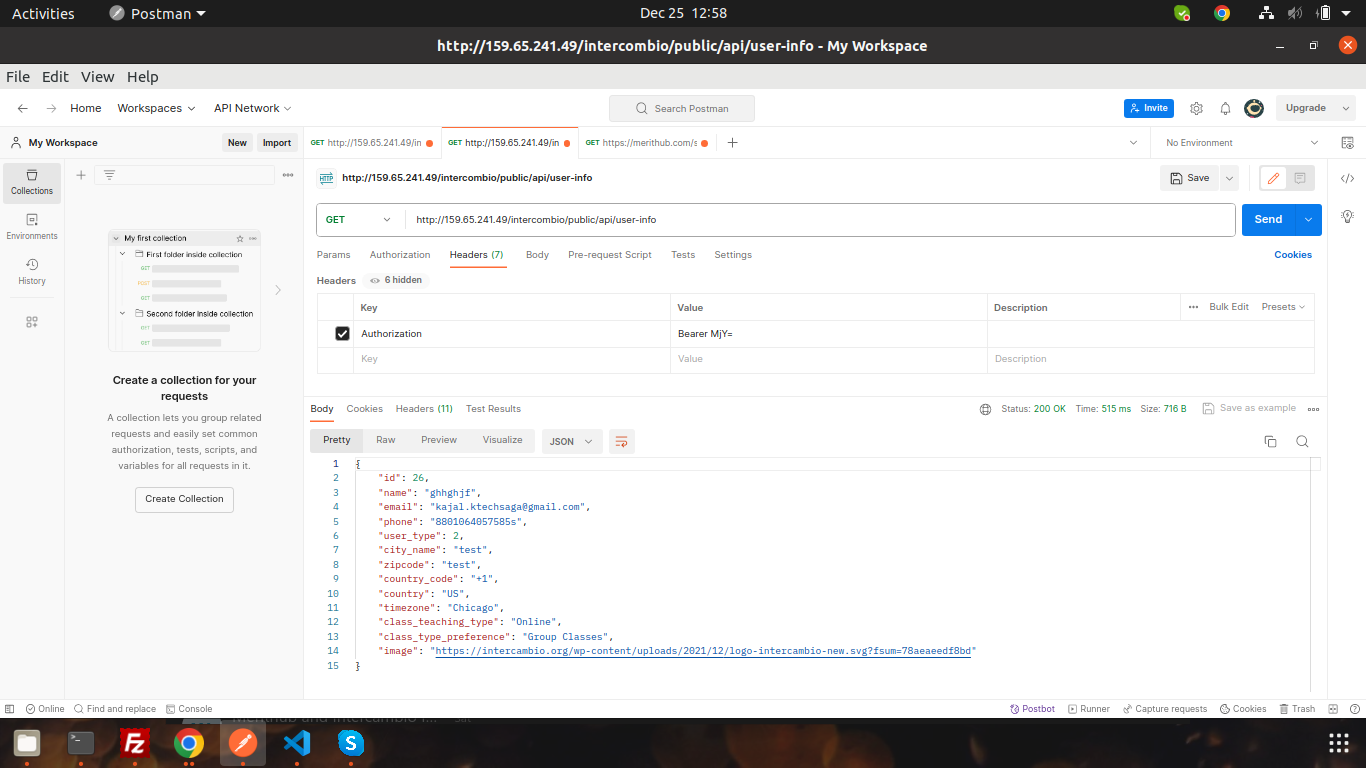 Activities Postman Dec 25 12:58
http://159.65.241.49/intercombio/public/api/user-info - My Workspace
File Edit View Help
Home Workspaces API Network Search Postman Invite Upgrade
My Workspace New Import GET http://159.65.241.49/in GET http://159.65.241.49/in GET https://merithub.com/s No Environment
Collections
Environments
History
http://159.65.241.49/intercombio/public/api/user-info Save
GET http://159.65.241.49/intercombio/public/api/user-info Send
Params Authorization Headers (7) Body Pre-request Script Tests Settings Cookies
Headers 6 hidden
Key Value Description Bulk Edit Presets
Authorization Bearer MjY=
Key Value Description
My first collection
First folder inside collection
GET
POST
GET
Second folder inside collection
GET
GET
Create a collection for your
requests
A collection lets you group related
requests and easily set common
authorization, tests, scripts, and
variables for all requests in it.
Create Collection
Body Cookies Headers (11) Test Results Status: 200 OK Time: 515 ms Size: 716 B Save as example
Pretty Raw Preview Visualize JSON
1 {
2 "id": 26,
3 "name": "ghhghjf",
4 "email": "kajal.ktechsaga@gmail.com",
5 "phone": "8801064057585s",
6 "user_type": 2,
7 "city_name": "test",
8 "zipcode": "test",
9 "country_code": "+1",
10 "country": "US",
11 "timezone": "Chicago",
12 "class_teaching_type": "Online",
13 "class_type_preference": "Group Classes",
14 "image": "https://intercambio.org/wp-content/uploads/2021/12/logo-intercambio-new.svg?fsum=78aeaeedf8bd"
15 }
Online Find and replace Console Postbot Runner Capture requests Cookies Trash